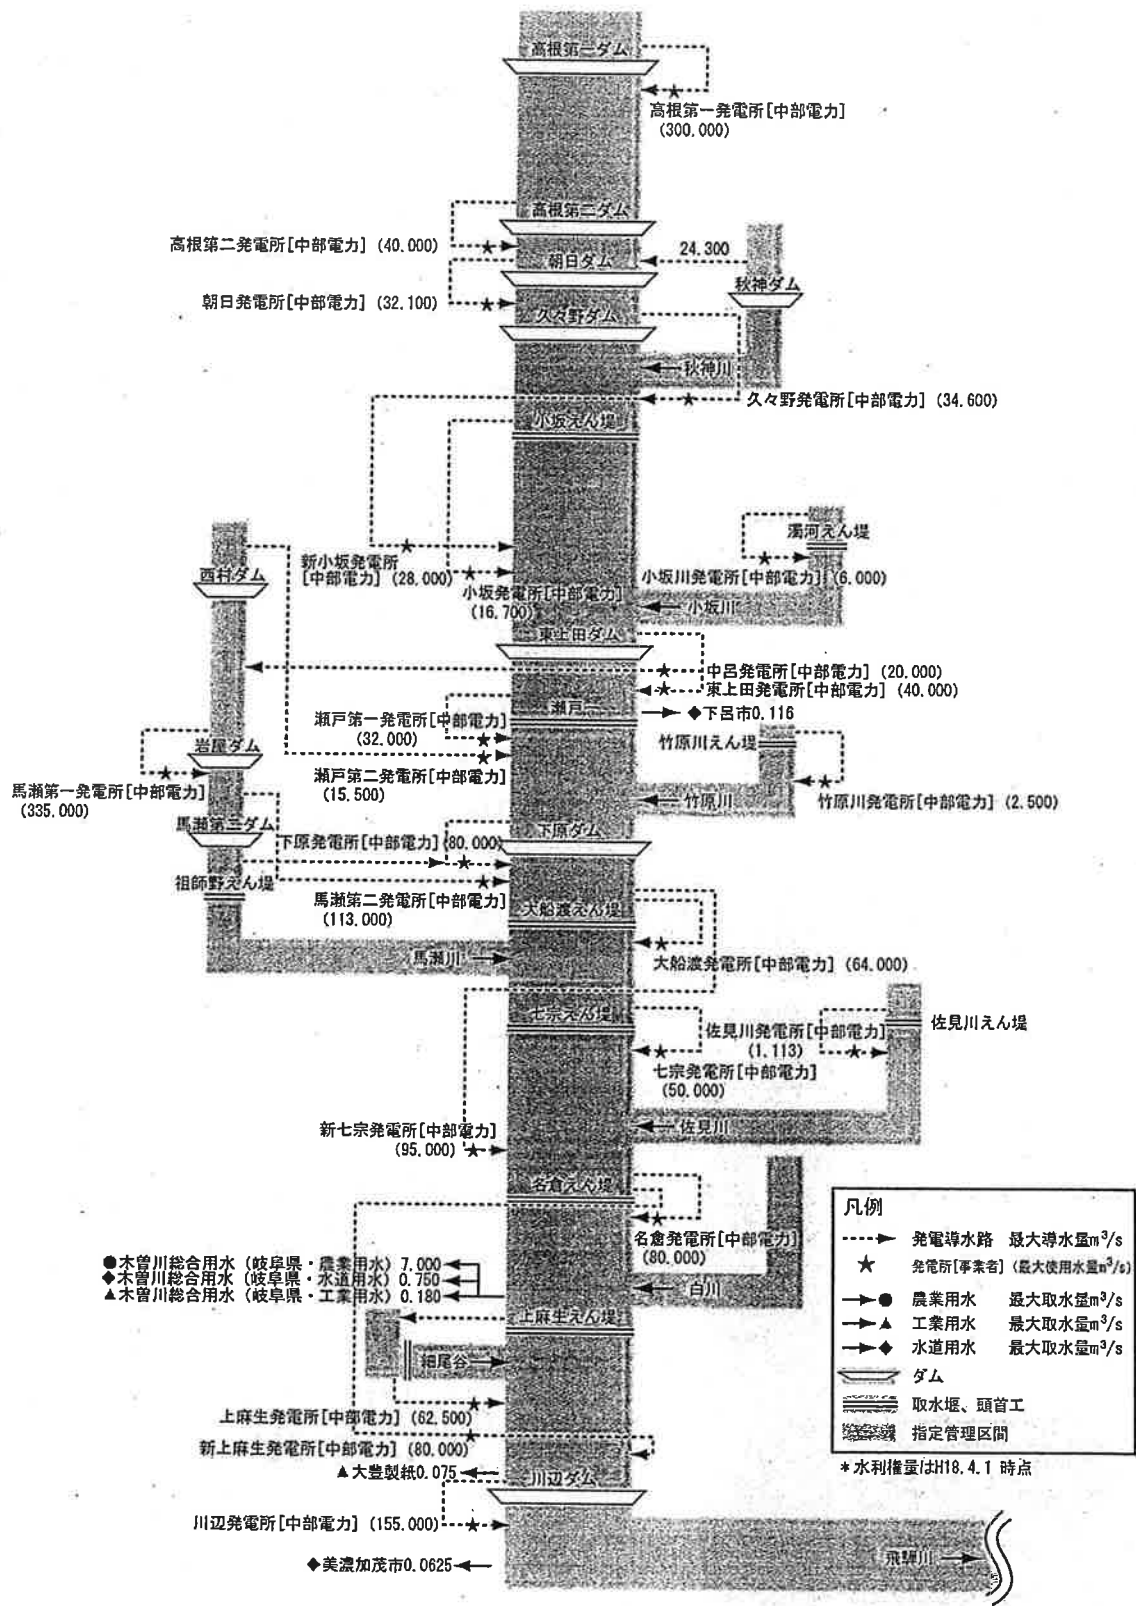 高根第一ダム
高根第一発電所[中部電力]
(300.000)
高根第二ダム
高根第二発電所[中部電力] (40.000)
24.300
朝日ダム
秋神ダム
朝日発電所[中部電力] (32.100)
久々野ダム
秋神川
久々野発電所[中部電力] (34.600)
小坂えん堤
濁河えん堤
新小坂発電所
[中部電力] (28.000)
小坂川発電所[中部電力] (6.000)
西村ダム
小坂発電所[中部電力]
(16.700)
小坂川
東上田ダム
中呂発電所[中部電力] (20.000)
東上田発電所[中部電力] (40.000)
瀬戸
◆下呂市0.116
瀬戸第一発電所[中部電力]
(32.000)
竹原川えん堤
岩屋ダム
瀬戸第二発電所[中部電力]
(15.500)
馬瀬第一発電所[中部電力]
(335.000)
竹原川
竹原川発電所[中部電力] (2.500)
馬瀬第二ダム
下原ダム
下原発電所[中部電力] (80.000)
祖師野えん堤
馬瀬第二発電所[中部電力]
(113.000)
大船渡えん堤
馬瀬川
大船渡発電所[中部電力] (64.000)
七宗えん堤
佐見川発電所[中部電力]
(1.113)
佐見川えん堤
七宗発電所[中部電力]
(50.000)
新七宗発電所[中部電力]
(95.000)
佐見川
名倉えん堤
名倉発電所[中部電力]
(80.000)
●木曽川総合用水(岐阜県・農業用水) 7.000
◆木曽川総合用水(岐阜県・水道用水) 0.750
▲木曽川総合用水(岐阜県・工業用水) 0.180
白川
上麻生えん堤
細尾谷
上麻生発電所[中部電力] (62.500)
新上麻生発電所[中部電力] (80.000)
▲大豊製紙0.075
川辺ダム
川辺発電所[中部電力] (155.000)
◆美濃加茂市0.0625
飛騨川
凡例
発電導水路 最大導水量m³/s
★ 発電所[事業者] (最大使用水量m³/s)
● 農業用水 最大取水量m³/s
▲ 工業用水 最大取水量m³/s
◆ 水道用水 最大取水量m³/s
ダム
取水堰、頭首工
指定管理区間
*水利権量はH18.4.1 時点